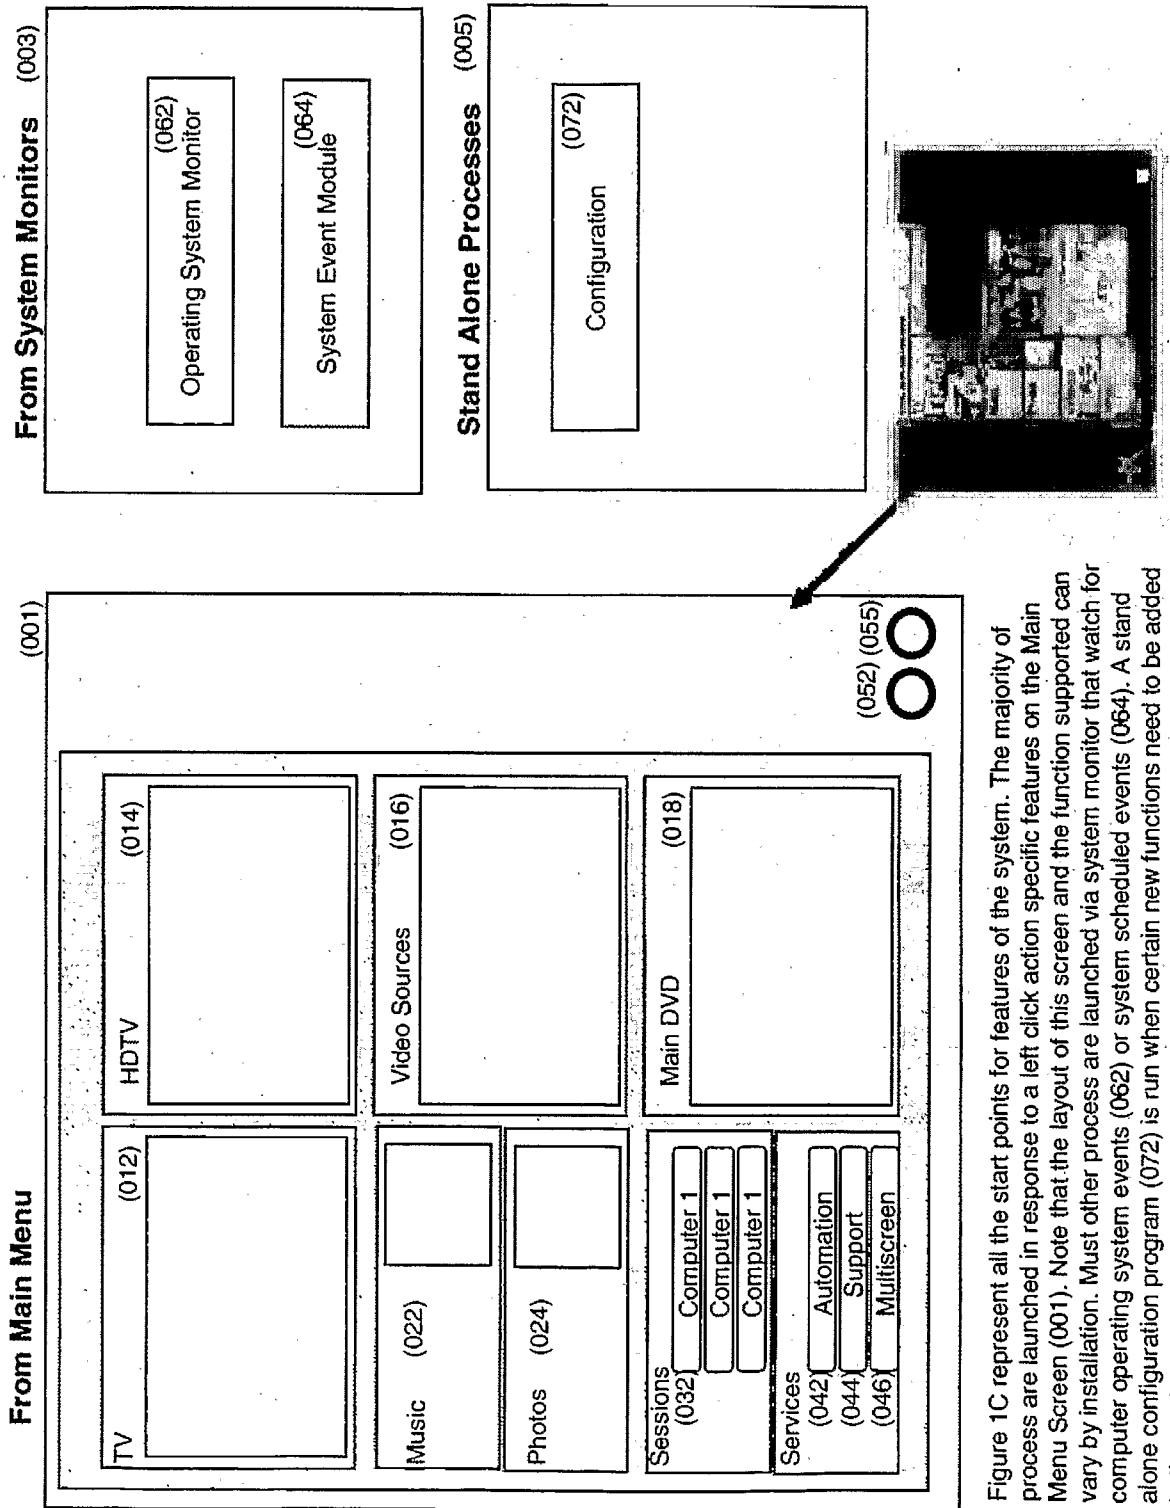 From Main Menu
(001)
TV
(012)
HDTV
(014)
Music
(022)
Photos
(024)
Video Sources
(016)
Sessions
(032)
Computer 1
Computer 1
Computer 1
Services
(042)
Automation
(044)
Support
(046)
Multiscreen
Main DVD
(018)
(052) (055)
From System Monitors (003)
(062)
Operating System Monitor
(064)
System Event Module
Stand Alone Processes (005)
(072)
Configuration
Figure 1C represent all the start points for features of the system. The majority of
process are launched in response to a left click action specific features on the Main
Menu Screen (001). Note that the layout of this screen and the function supported can
vary by installation. Must other process are launched via system monitor that watch for
computer operating system events (062) or system scheduled events (064). A stand
alone configuration program (072) is run when certain new functions need to be added